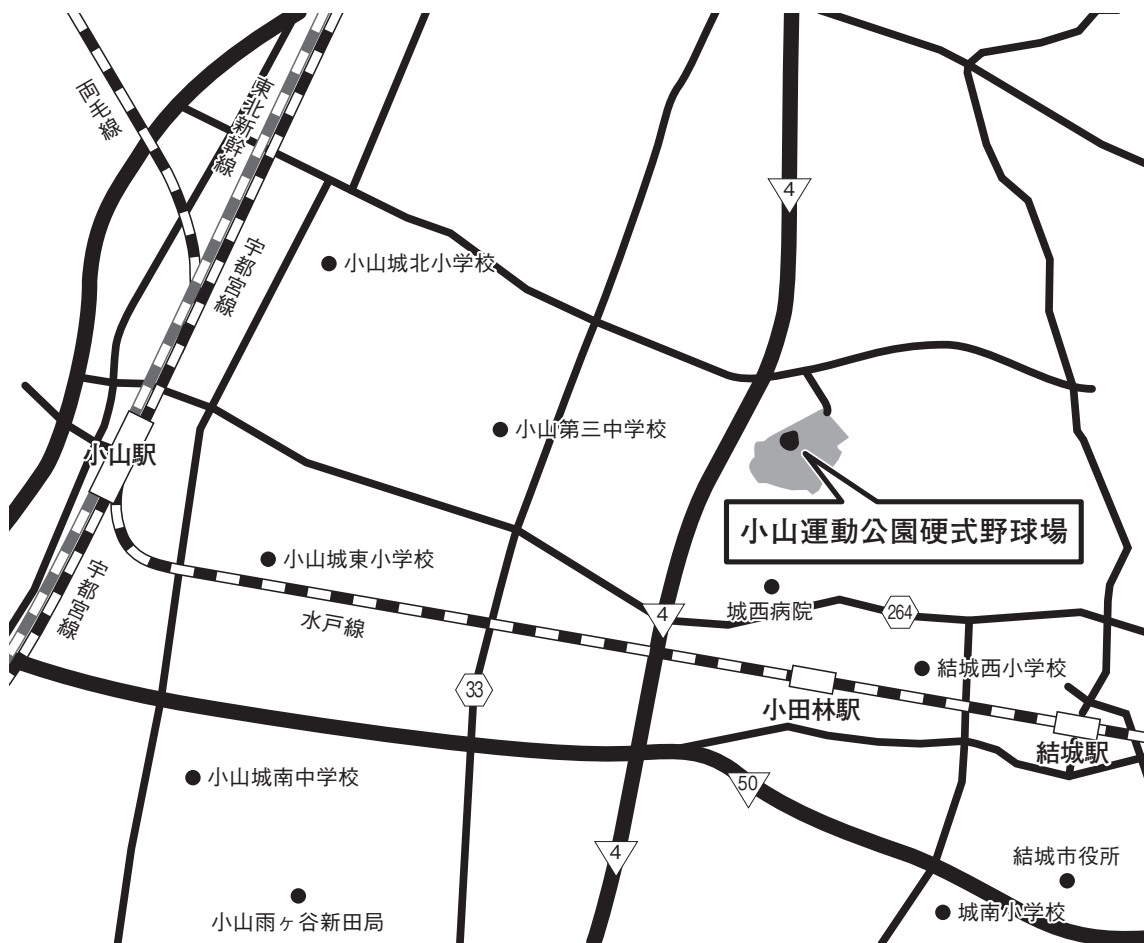 両毛線
東北新幹線
4
宇都宮線
小山城北小学校
小山第三中学校
小山駅
小山運動公園硬式野球場
小山城東小学校
宇都宮線
水戸線
城西病院
264
4
結城西小学校
33
小田林駅
結城駅
小山城南中学校
50
4
結城市役所
小山雨ヶ谷新田局
城南小学校